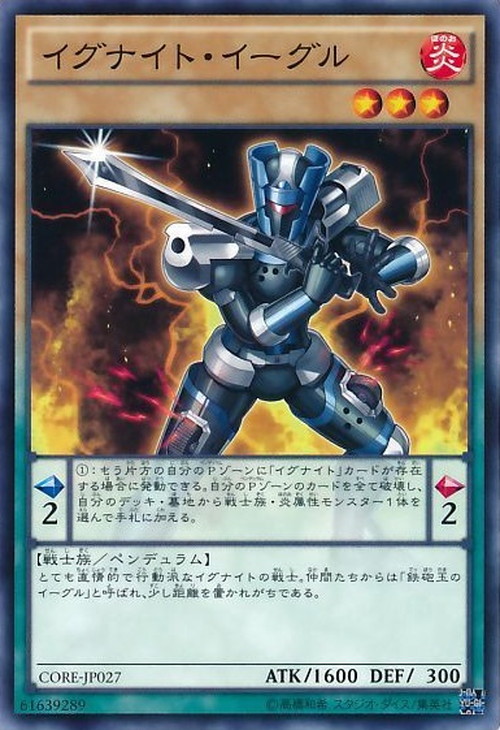 イグナイト・イーグル
炎
ほのお
①:もう片方の自分のPゾーンに「イグナイト」カードが存在
する場合に発動できる。自分のPゾーンのカードを全て破壊し、
自分のデッキ・墓地から戦士族・炎属性モンスター1体を
選んで手札に加える。
2
2
【戦士族/ペンデュラム】
とても直情的で行動派なイグナイトの戦士。仲間たちからは「鉄砲玉の
イーグル」と呼ばれ、少し距離を置かれがちである。
CORE-JP027
ATK/1600 DEF/ 300
61639289
©高橋和希 スタジオ・ダイス/集英社